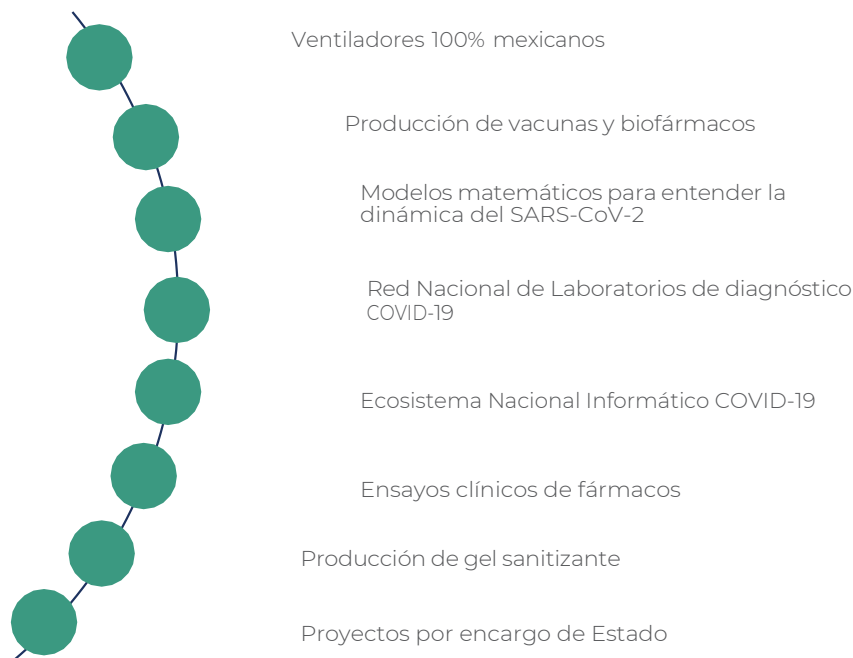 Ventiladores 100% mexicanos
Producción de vacunas y biofármacos
Modelos matemáticos para entender la
dinámica del SARS-CoV-2
Red Nacional de Laboratorios de diagnóstico
COVID-19
Ecosistema Nacional Informático COVID-19
Ensayos clínicos de fármacos
Producción de gel sanitizante
Proyectos por encargo de Estado